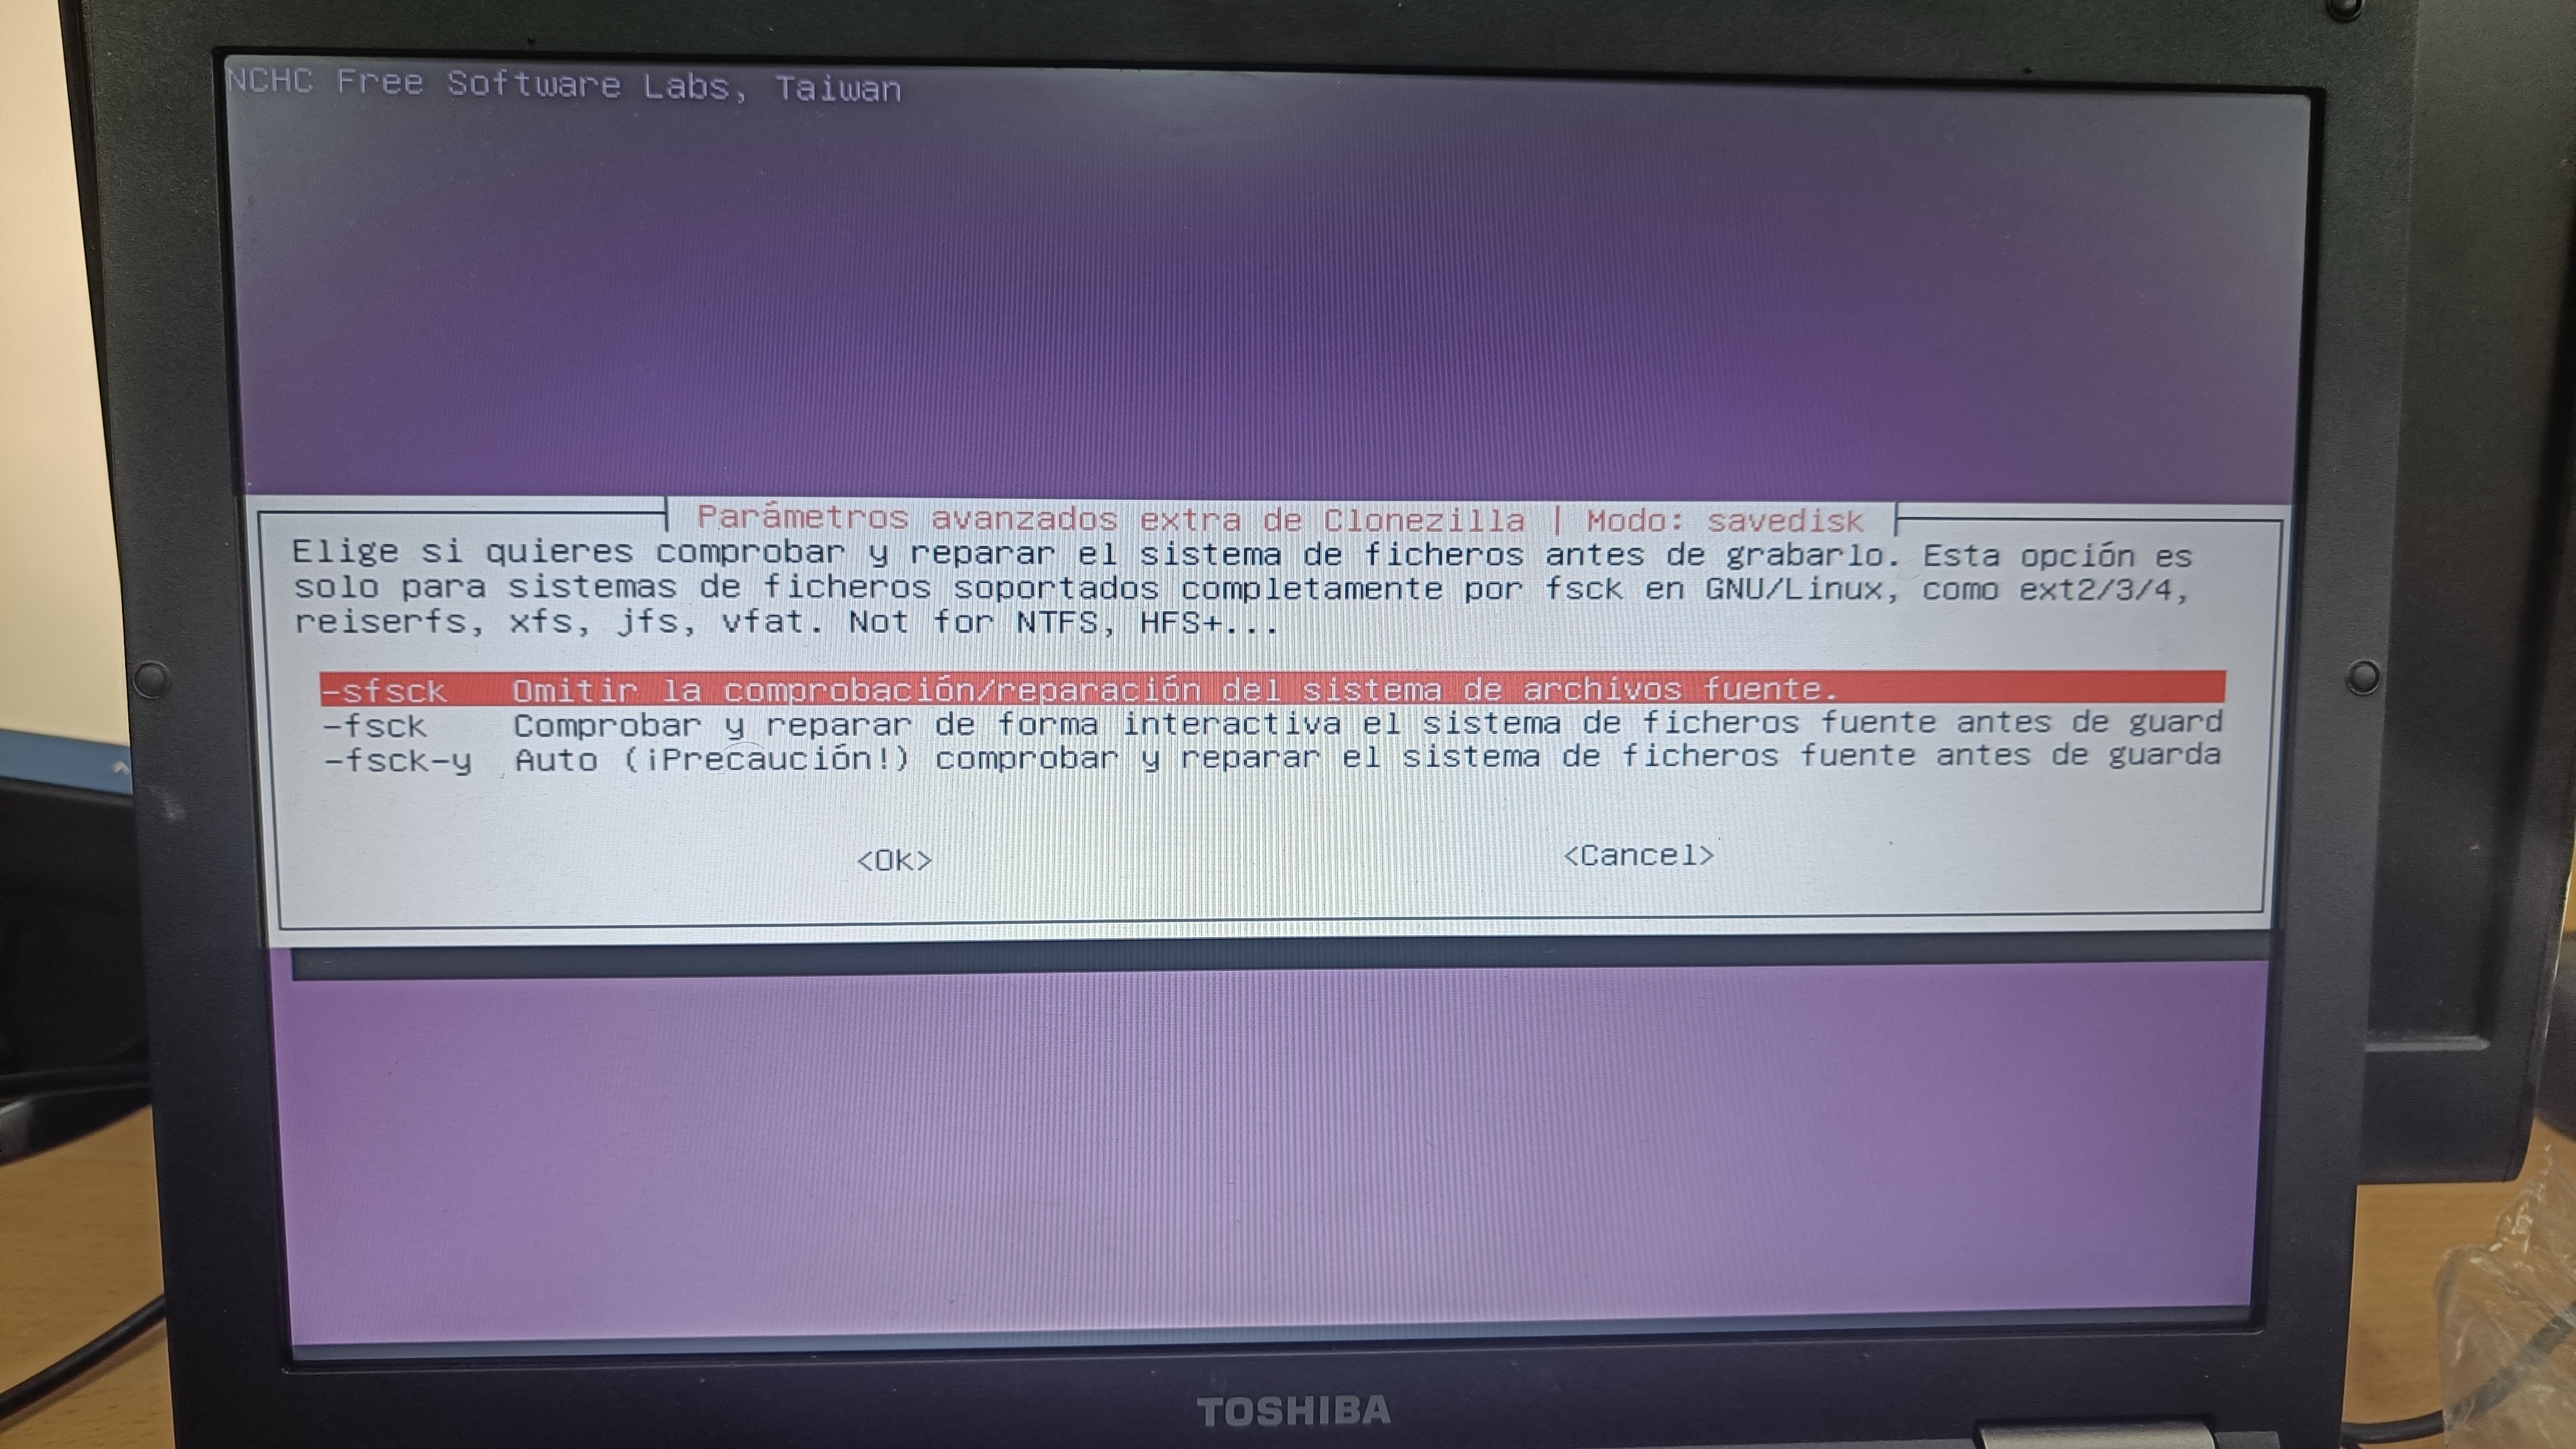 NCHC Free Software Labs, Taiwan
Parámetros avanzados extra de Clonezilla | Modo: savedisk
Elige si quieres comprobar y reparar el sistema de ficheros antes de grabarlo. Esta opción es
solo para sistemas de ficheros soportados completamente por fsck en GNU/Linux, como ext2/3/4,
reiserfs, xfs, jfs, vfat. Not for NTFS, HFS+...
-sfsck Omitir la comprobación/reparación del sistema de archivos fuente.
-fsck Comprobar y reparar de forma interactiva el sistema de ficheros fuente antes de guard
-fsck-y Auto (¡Precaución!) comprobar y reparar el sistema de ficheros fuente antes de guarda
<Ok> <Cancel>
TOSHIBA